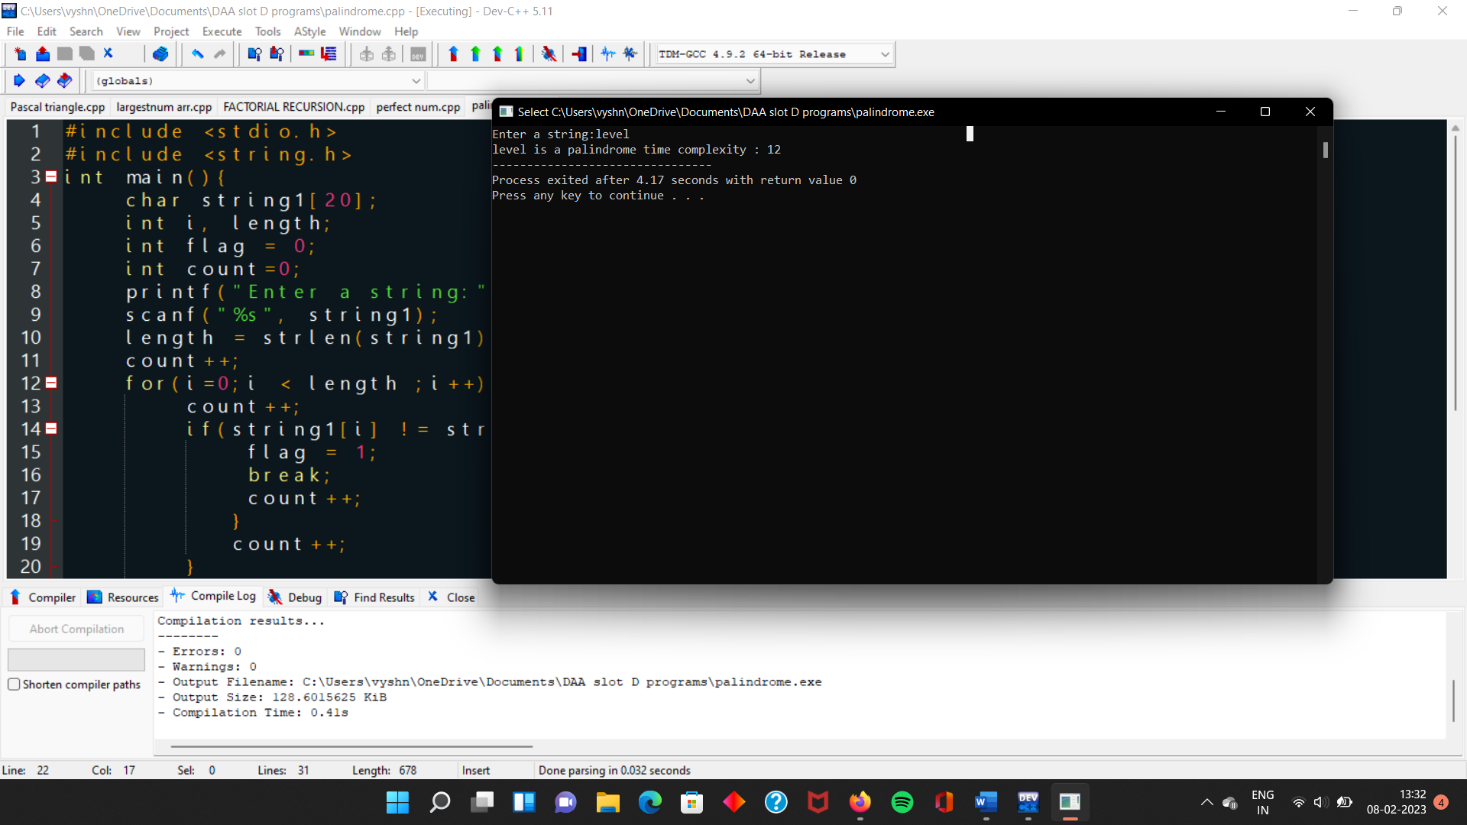 C:\Users\vyshn\OneDrive\Documents\DAA slot D programs\palindrome.cpp - [Executing] - Dev-C++ 5.11
File Edit Search View Project Execute Tools AStyle Window Help
TDM-GCC 4.9.2 64-bit Release
(globals)
Pascal triangle.cpp largestnum arr.cpp FACTORIAL RECURSION.cpp perfect num.cpp pali
Select C:\Users\vyshn\OneDrive\Documents\DAA slot D programs\palindrome.exe
Enter a string:level
level is a palindrome time complexity : 12
--------------------------------
Process exited after 4.17 seconds with return value 0
Press any key to continue . . .
1 #include <stdio.h>
2 #include <string.h>
3 int main(){
4 char string1[20];
5 int i, length;
6 int flag = 0;
7 int count=0;
8 printf("Enter a string:"
9 scanf("%s", string1);
10 length = strlen(string1)
11 count++;
12 for(i=0;i < length ;i++)
13 count++;
14 if(string1[i] != str
15 flag = 1;
16 break;
17 count++;
18 }
19 count++;
20 }
Compiler Resources Compile Log Debug Find Results Close
Abort Compilation
Shorten compiler paths
Compilation results...
--------
- Errors: 0
- Warnings: 0
- Output Filename: C:\Users\vyshn\OneDrive\Documents\DAA slot D programs\palindrome.exe
- Output Size: 128.6015625 KiB
- Compilation Time: 0.41s
Line: 22 Col: 17 Sel: 0 Lines: 31 Length: 678 Insert Done parsing in 0.032 seconds
ENG
IN
13:32
08-02-2023
4